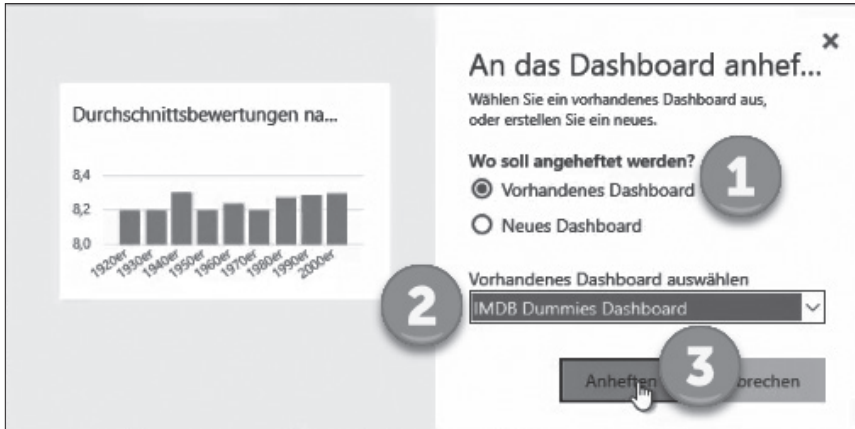 Durchschnittsbewertungen na...
8,4
8,2
8,0
1920er
1930er
1940er
1950er
1960er
1970er
1980er
1990er
2000er
×
An das Dashboard anhef...
Wählen Sie ein vorhandenes Dashboard aus,
oder erstellen Sie ein neues.
Wo soll angeheftet werden?
1
Vorhandenes Dashboard
Neues Dashboard
Vorhandenes Dashboard auswählen
2
IMDB Dummies Dashboard
Anheften
3
brechen